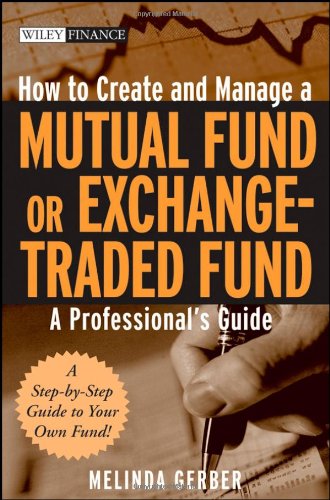 WILEY FINANCE
How to Create and Manage a
MUTUAL FUND
OR EXCHANGE-
TRADED FUND
A Professional's Guide
A
Step-by-Step
Guide to Your
Own Fund!
MELINDA GERBER